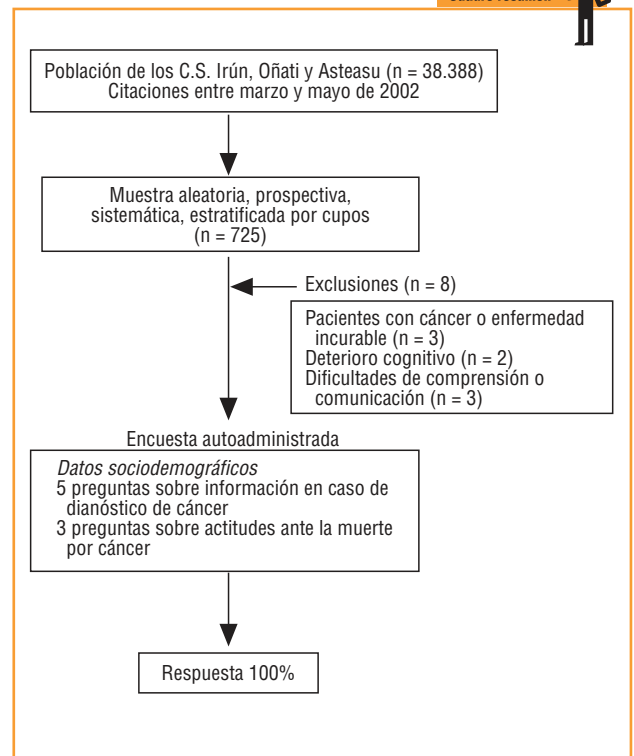 Población de los C.S. Irún, Oñati y Asteasu (n = 38.388)
Citaciones entre marzo y mayo de 2002
Muestra aleatoria, prospectiva,
sistemática, estratificada por cupos
(n = 725)
Exclusiones (n = 8)
Pacientes con cáncer o enfermedad
incurable (n = 3)
Deterioro cognitivo (n = 2)
Dificultades de comprensión o
comunicación (n = 3)
Encuesta autoadministrada
Datos sociodemográficos
5 preguntas sobre información en caso de
dianóstico de cáncer
3 preguntas sobre actitudes ante la muerte
por cáncer
Respuesta 100%